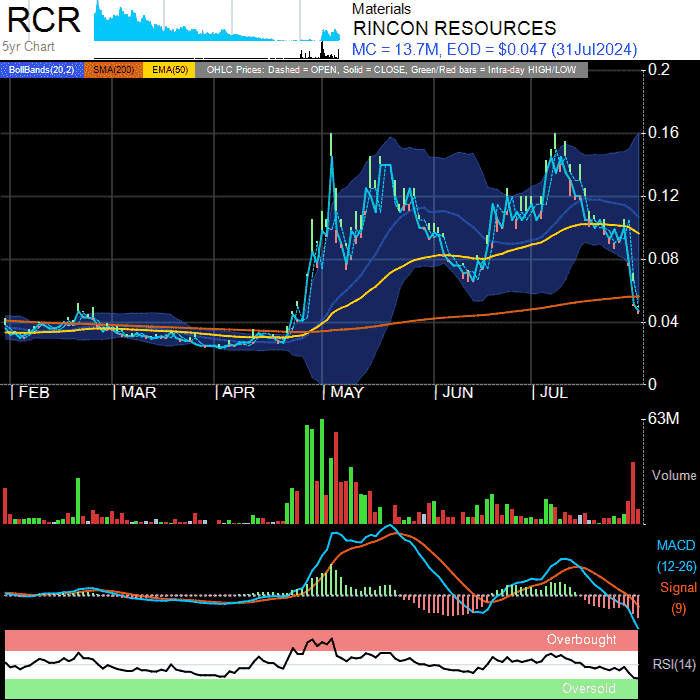 RCR
5yr Chart
Materials
RINCON RESOURCES
MC = 13.7M, EOD = $0.047 (31Jul2024)
BollBands(20,2) SMA(200) EMA(50) OHLC Prices: Dashed = OPEN, Solid = CLOSE, Green/Red bars = Intra-day HIGH/LOW
0.2
0.16
0.12
0.08
0.04
0
FEB MAR APR MAY JUN JUL
63M
Volume
MACD
(12-26)
Signal
(9)
Overbought
RSI(14)
Oversold